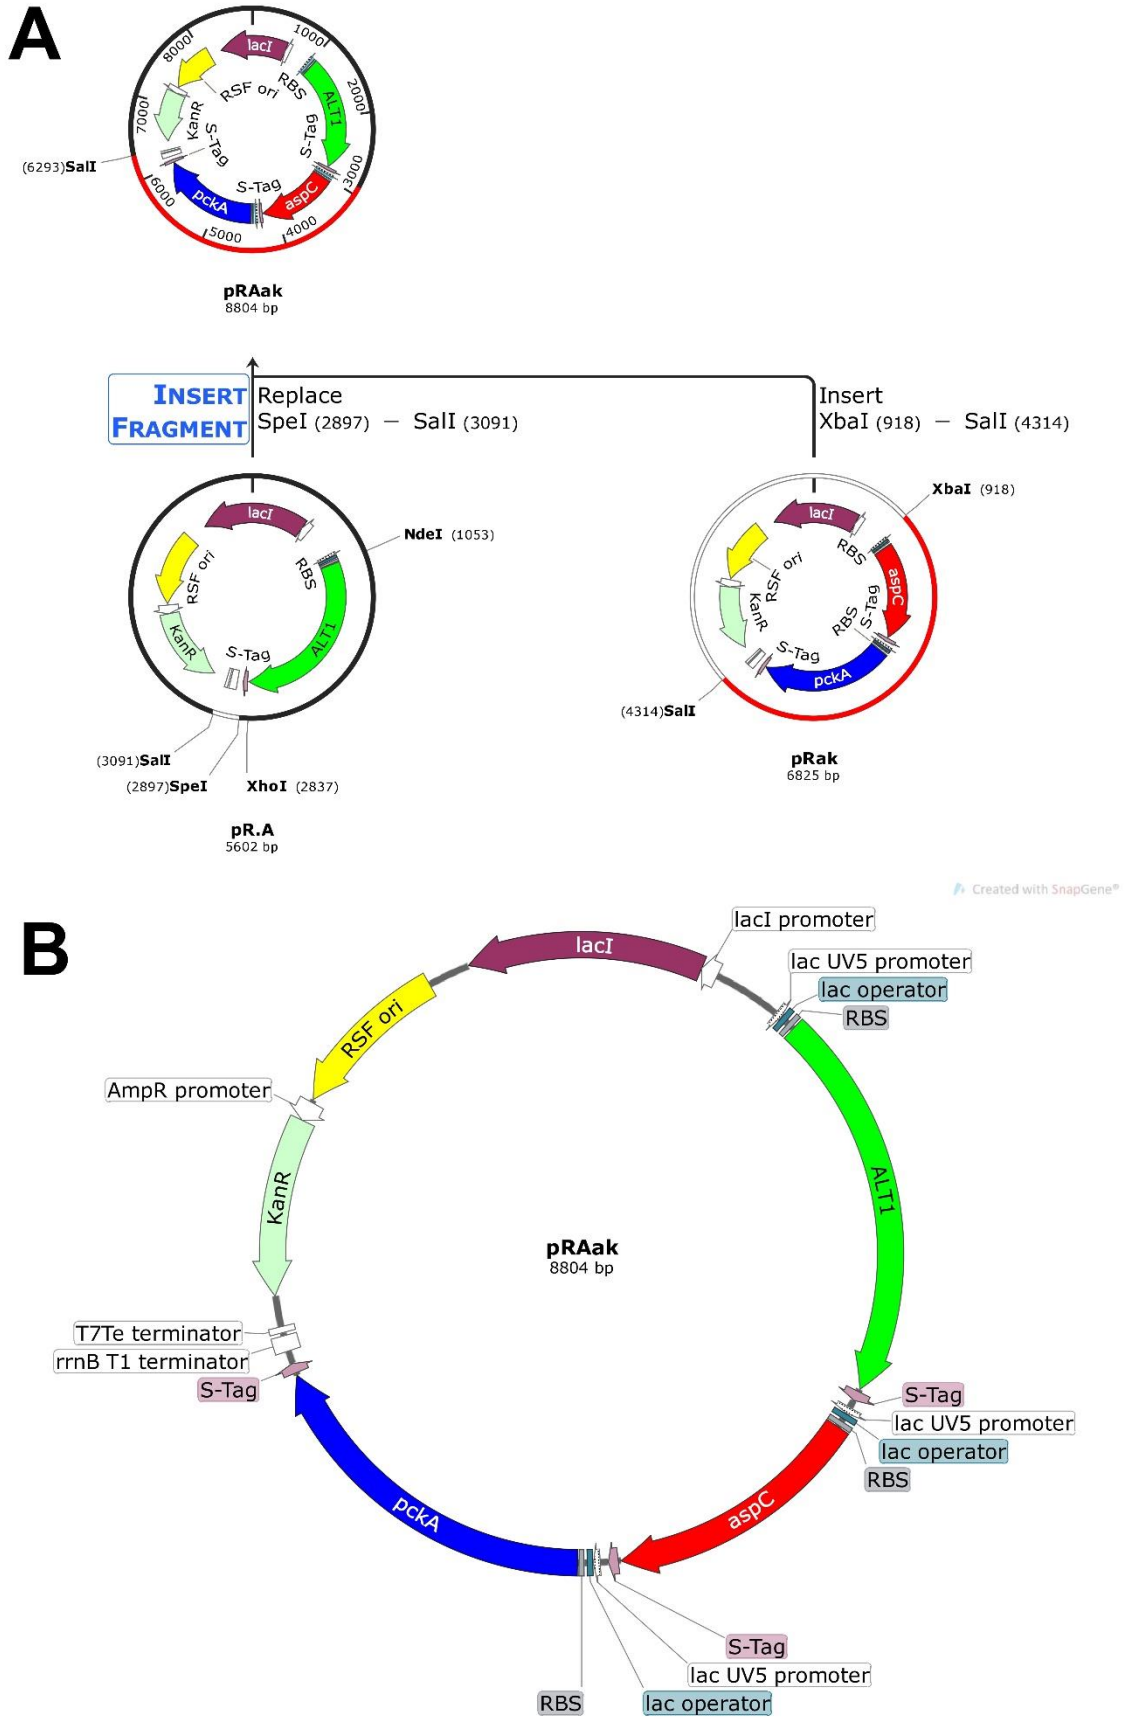 A
lacI
1000
2000
3000
4000
5000
6000
7000
8000
RBS
ALT1
S-Tag
aspC
S-Tag
pckA
S-Tag
KanR
RSF ori
(6293)SalI
pRAak
8804 bp
INSERT
FRAGMENT
Replace
SpeI (2897) – SalI (3091)
Insert
XbaI (918) – SalI (4314)
lacI
RBS
ALT1
S-Tag
KanR
RSF ori
NdeI (1053)
(3091)SalI
(2897)SpeI
XhoI (2837)
pR.A
5602 bp
XbaI (918)
lacI
RBS
aspC
S-Tag
RBS
pckA
S-Tag
KanR
RSF ori
(4314)SalI
pRak
6825 bp
Created with SnapGene®
B
lacI promoter
lacI
lac UV5 promoter
lac operator
RBS
RSF ori
AmpR promoter
KanR
ALT1
pRAak
8804 bp
T7Te terminator
rrnB T1 terminator
S-Tag
S-Tag
lac UV5 promoter
lac operator
RBS
aspC
pckA
S-Tag
lac UV5 promoter
lac operator
RBS